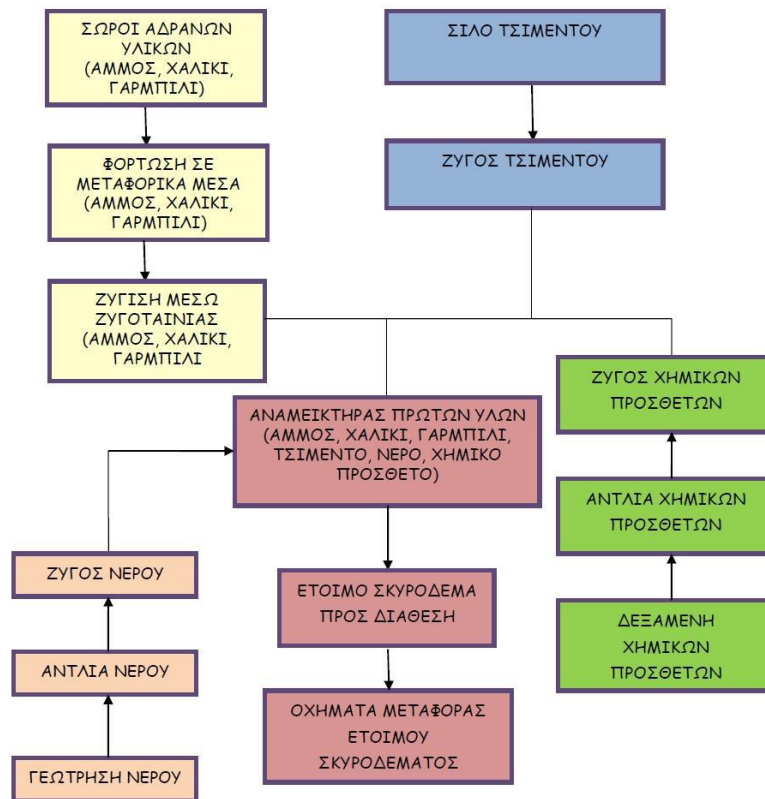 ΣΩΡΟΙ ΑΔΡΑΝΩΝ
ΥΛΙΚΩΝ
(ΑΜΜΟΣ, ΧΑΛΙΚΙ,
ΓΑΡΜΠΙΛΙ)
ΣΙΛΟ ΤΣΙΜΕΝΤΟΥ
ΦΟΡΤΩΣΗ ΣΕ
ΜΕΤΑΦΟΡΙΚΑ ΜΕΣΑ
(ΑΜΜΟΣ, ΧΑΛΙΚΙ,
ΓΑΡΜΠΙΛΙ)
ΖΥΓΟΣ ΤΣΙΜΕΝΤΟΥ
ΖΥΓΙΣΗ ΜΕΣΩ
ΖΥΓΟΤΑΙΝΙΑΣ
(ΑΜΜΟΣ, ΧΑΛΙΚΙ,
ΓΑΡΜΠΙΛΙ
ΖΥΓΟΣ ΧΗΜΙΚΩΝ
ΠΡΟΣΘΕΤΩΝ
ΑΝΑΜΕΙΚΤΗΡΑΣ ΠΡΩΤΩΝ ΥΛΩΝ
(ΑΜΜΟΣ, ΧΑΛΙΚΙ, ΓΑΡΜΠΙΛΙ,
ΤΣΙΜΕΝΤΟ, ΝΕΡΟ, ΧΗΜΙΚΟ
ΠΡΟΣΘΕΤΟ)
ΑΝΤΛΙΑ ΧΗΜΙΚΩΝ
ΠΡΟΣΘΕΤΩΝ
ΖΥΓΟΣ ΝΕΡΟΥ
ΕΤΟΙΜΟ ΣΚΥΡΟΔΕΜΑ
ΠΡΟΣ ΔΙΑΘΕΣΗ
ΔΕΞΑΜΕΝΗ
ΧΗΜΙΚΩΝ
ΠΡΟΣΘΕΤΩΝ
ΑΝΤΛΙΑ ΝΕΡΟΥ
ΟΧΗΜΑΤΑ ΜΕΤΑΦΟΡΑΣ
ΕΤΟΙΜΟΥ
ΣΚΥΡΟΔΕΜΑΤΟΣ
ΓΕΩΤΡΗΣΗ ΝΕΡΟΥ